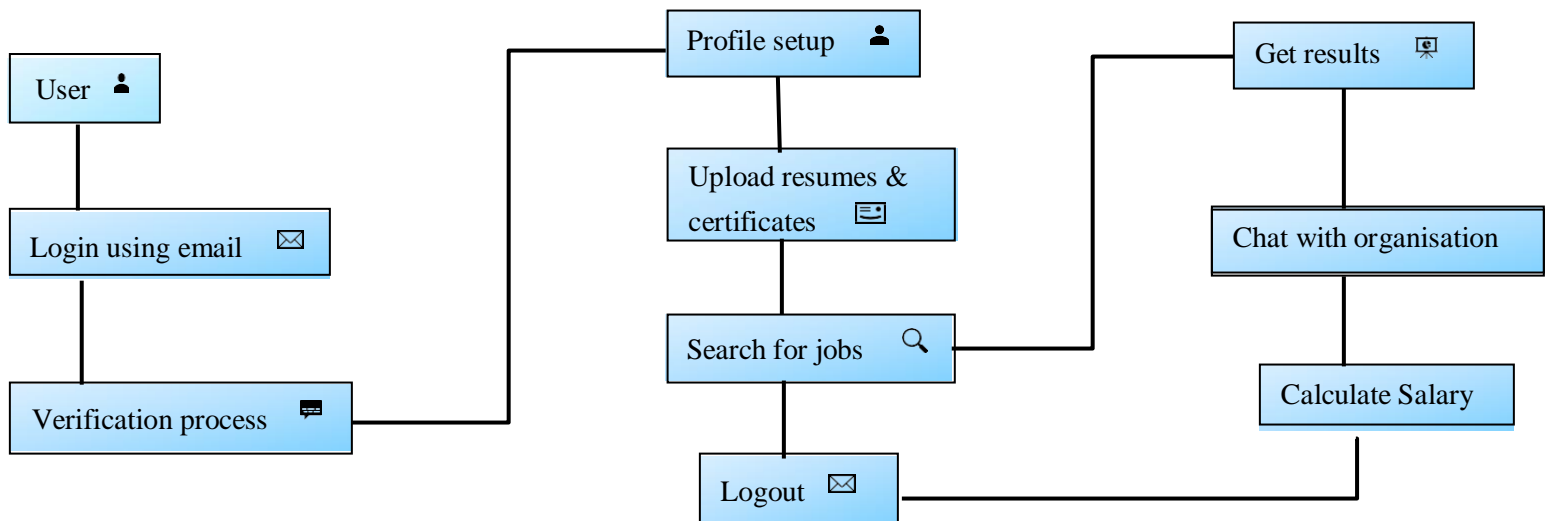 User
Login using email
Verification process
Profile setup
Upload resumes &
certificates
Search for jobs
Logout
Get results
Chat with organisation
Calculate Salary